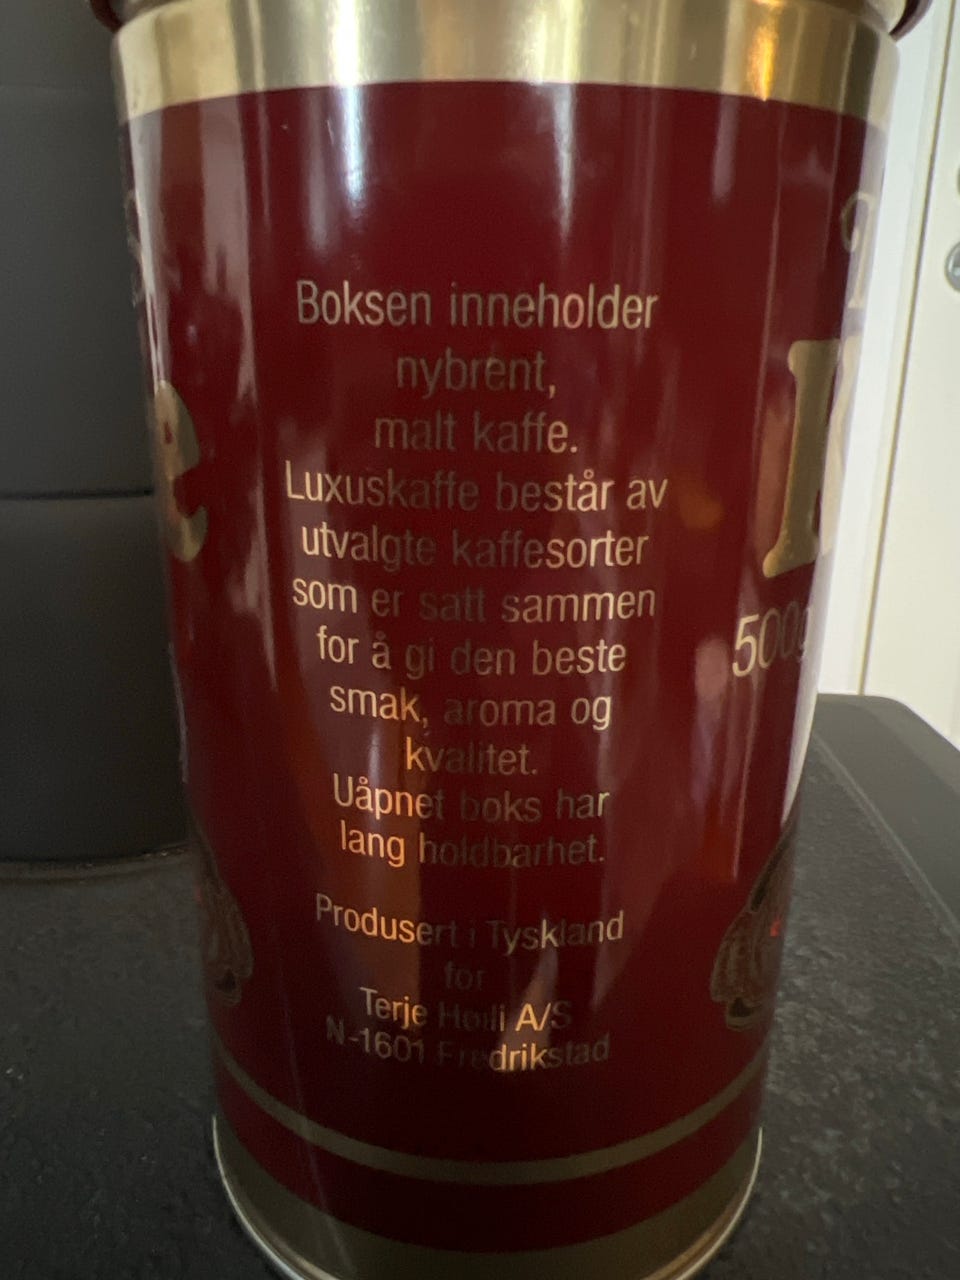 Boksen inneholder
nybrent,
malt kaffe.
Luxuskaffe består av
utvalgte kaffesorter
som er satt sammen
for å gi den beste
smak, aroma og
kvalitet.
Uåpnet boks har
lang holdbarhet.
Produsert i Tyskland
for
Terje Høili A/S
N-1601 Fredrikstad
e
K
500g